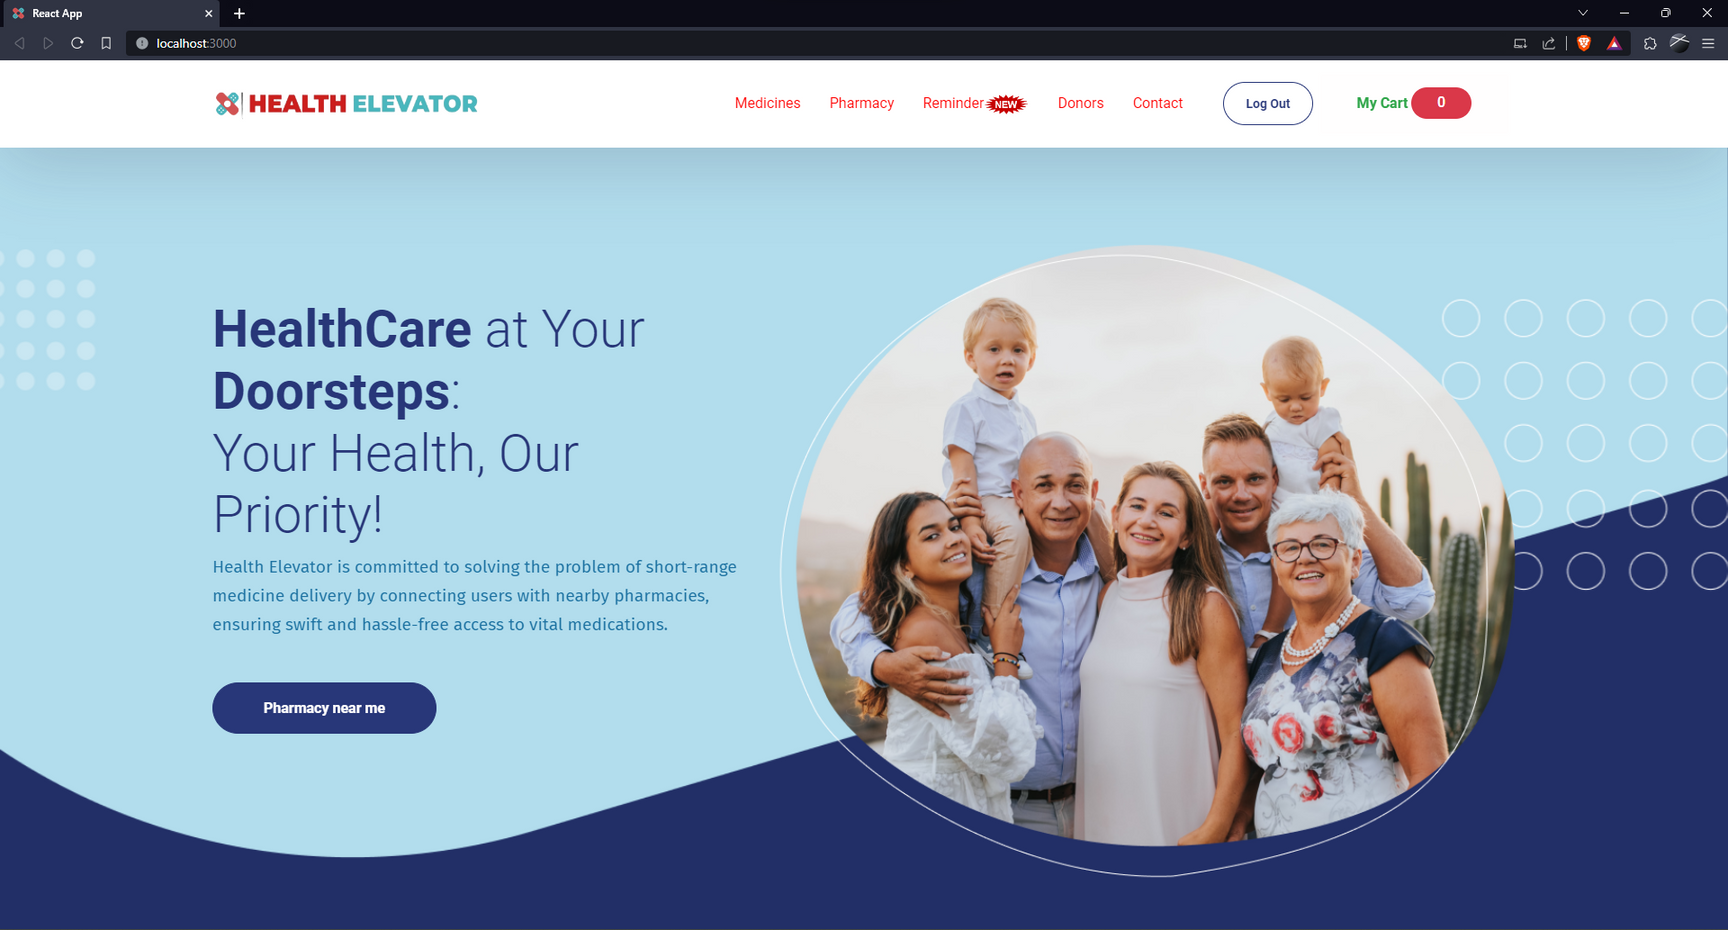 React App
localhost:3000
HEALTH ELEVATOR
Medicines Pharmacy Reminder NEW Donors Contact Log Out My Cart 0
HealthCare at Your
Doorsteps:
Your Health, Our
Priority!
Health Elevator is committed to solving the problem of short-range
medicine delivery by connecting users with nearby pharmacies,
ensuring swift and hassle-free access to vital medications.
Pharmacy near me